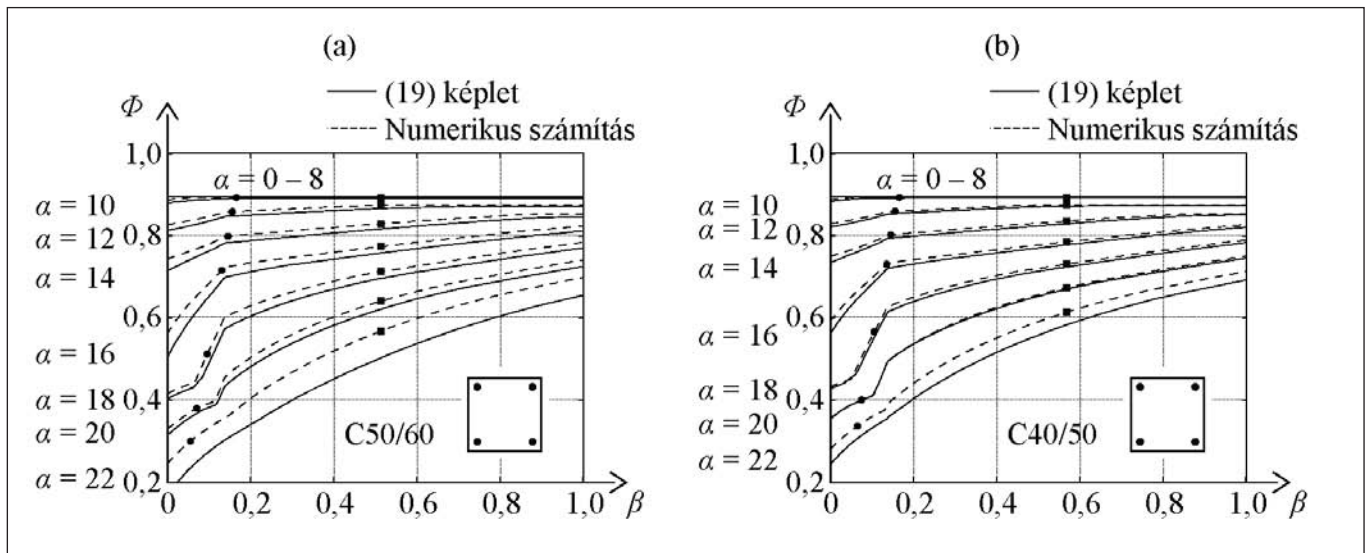 (a)
(19) képlet
Numerikus számítás
Φ
1,0
0,8
0,6
0,4
0,2
α = 0 – 8
α = 10
α = 12
α = 14
α = 16
α = 18
α = 20
α = 22
C50/60
0
0,2
0,4
0,6
0,8
1,0
β
(b)
(19) képlet
Numerikus számítás
Φ
1,0
0,8
0,6
0,4
0,2
α = 0 – 8
α = 10
α = 12
α = 14
α = 16
α = 18
α = 20
α = 22
C40/50
0
0,2
0,4
0,6
0,8
1,0
β